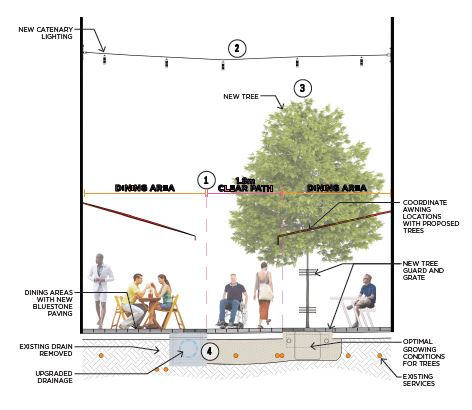 NEW CATENARY
LIGHTING
2
3
NEW TREE
1
DINING AREA
1.8m
CLEAR PATH
DINING AREA
COORDINATE
AWNING
LOCATIONS
WITH PROPOSED
TREES
NEW TREE
GUARD AND
GRATE
DINING AREAS
WITH NEW
BLUESTONE
PAVING
EXISTING DRAIN
REMOVED
4
UPGRADED
DRAINAGE
OPTIMAL
GROWING
CONDITIONS
FOR TREES
EXISTING
SERVICES